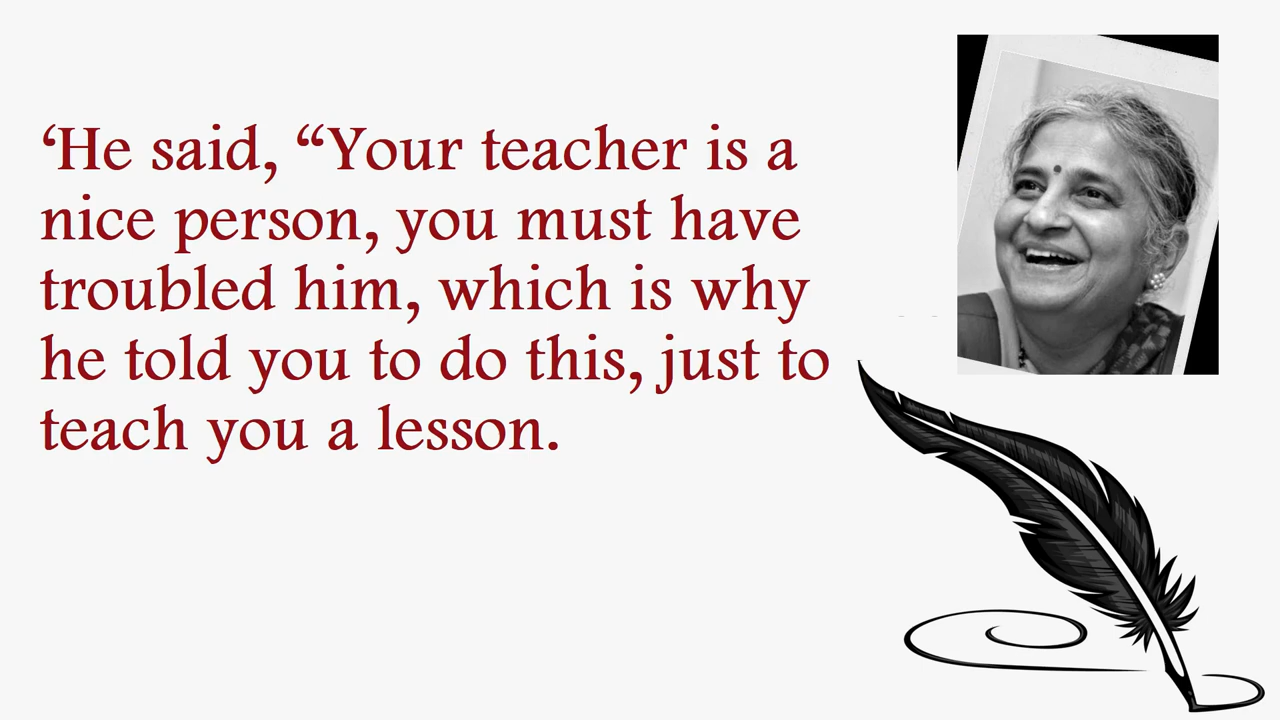 ‘He said, “Your teacher is a
nice person, you must have
troubled him, which is why
he told you to do this, just to
teach you a lesson.